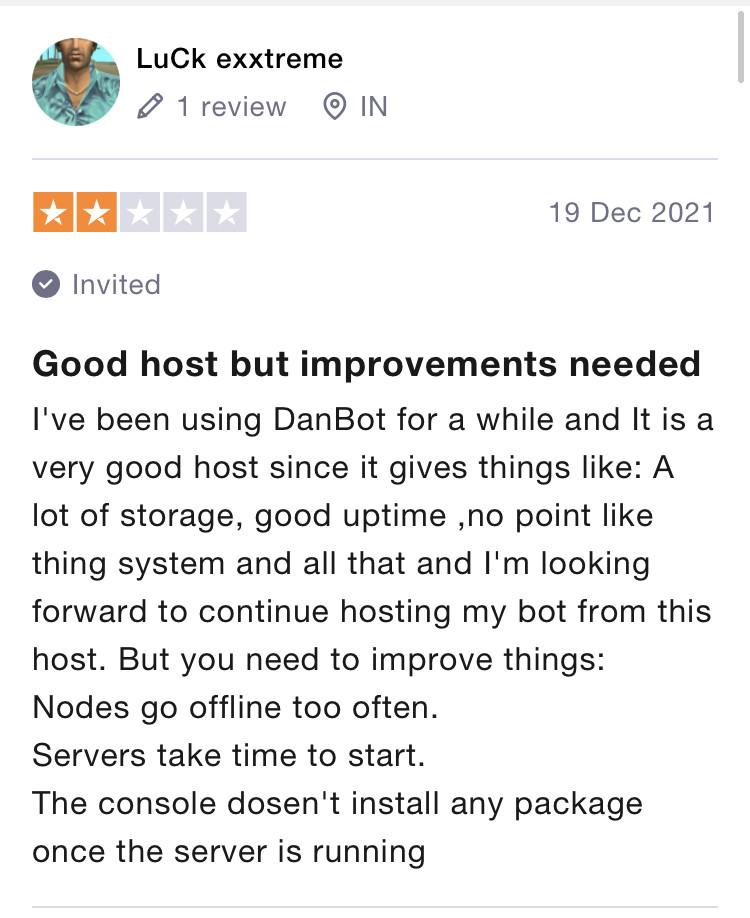 LuCk exxtreme
1 review IN
19 Dec 2021
Invited
Good host but improvements needed
I've been using DanBot for a while and It is a
very good host since it gives things like: A
lot of storage, good uptime ,no point like
thing system and all that and I'm looking
forward to continue hosting my bot from this
host. But you need to improve things:
Nodes go offline too often.
Servers take time to start.
The console dosen't install any package
once the server is running